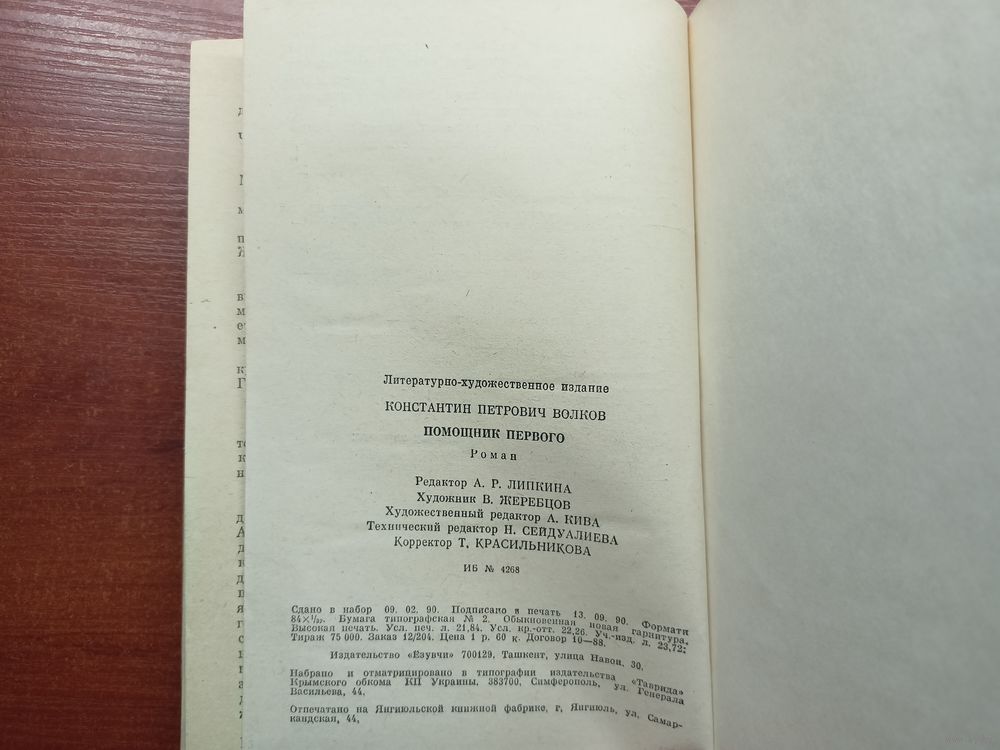 Литературно-художественное издание
КОНСТАНТИН ПЕТРОВИЧ ВОЛКОВ
ПОМОЩНИК ПЕРВОГО
Роман
Редактор А. Р. ЛИПКИНА
Художник В. ЖЕРЕБЦОВ
Художественный редактор А. КИВА
Технический редактор Н. СЕЙДУАЛИЕВА
Корректор Т. КРАСИЛЬНИКОВА
ИБ № 4268
Сдано в набор 09. 02. 90. Подписано в печать 13. 09. 90. Формати
84×1/32. Бумага типографская № 2. Обыкновенная новая гарнитура.
Высокая печать. Усл. печ. л. 21,84. Усл. кр.-отт. 22,26. Уч.-изд. л. 23,72.
Тираж 75 000. Заказ 12/204. Цена 1 р. 60 к. Договор 10—88.
Издательство «Ёзувчи» 700129, Ташкент, улица Навои, 30.
Набрано и отматрицировано в типографии издательства «Таврида»
Крымского обкома КП Украины. 383700, Симферополь, ул. Генерала
Васильева, 44.
Отпечатано на Янгиюльской книжной фабрике, г. Янгиюль, ул. Самар-
кандская, 44.